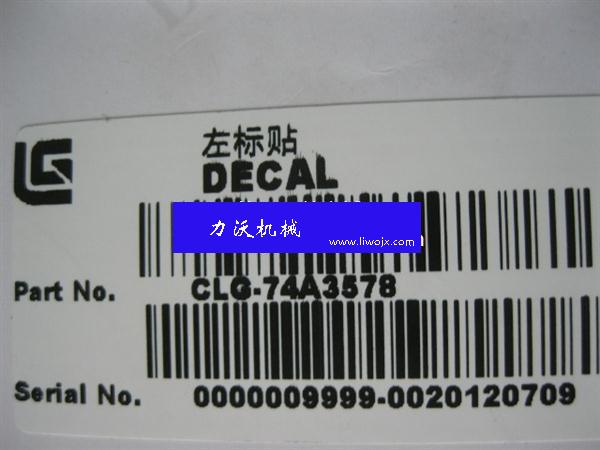 左标贴
DECAL
力沃机械
www.liwojx.com
Part No. CLG-74A3578
Serial No. 0000009999-0020120709